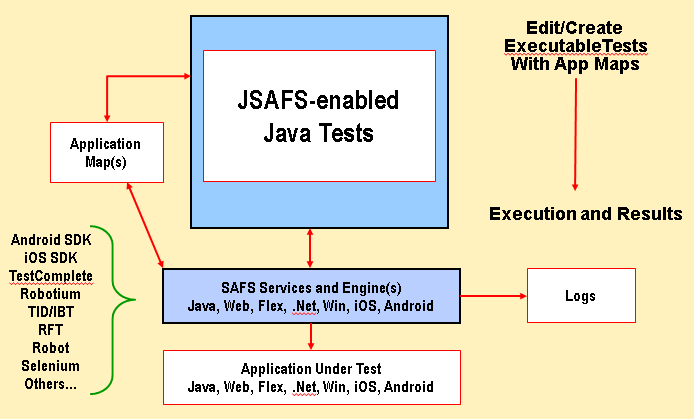 Edit/Create
ExecutableTests
With App Maps
JSAFS-enabled
Java Tests
Application
Map(s)
Execution and Results
Android SDK
iOS SDK
TestComplete
Robotium
TID/IBT
RFT
Robot
Selenium
Others...
SAFS Services and Engine(s)
Java, Web, Flex, .Net, Win, iOS, Android
Logs
Application Under Test
Java, Web, Flex, .Net, Win, iOS, Android